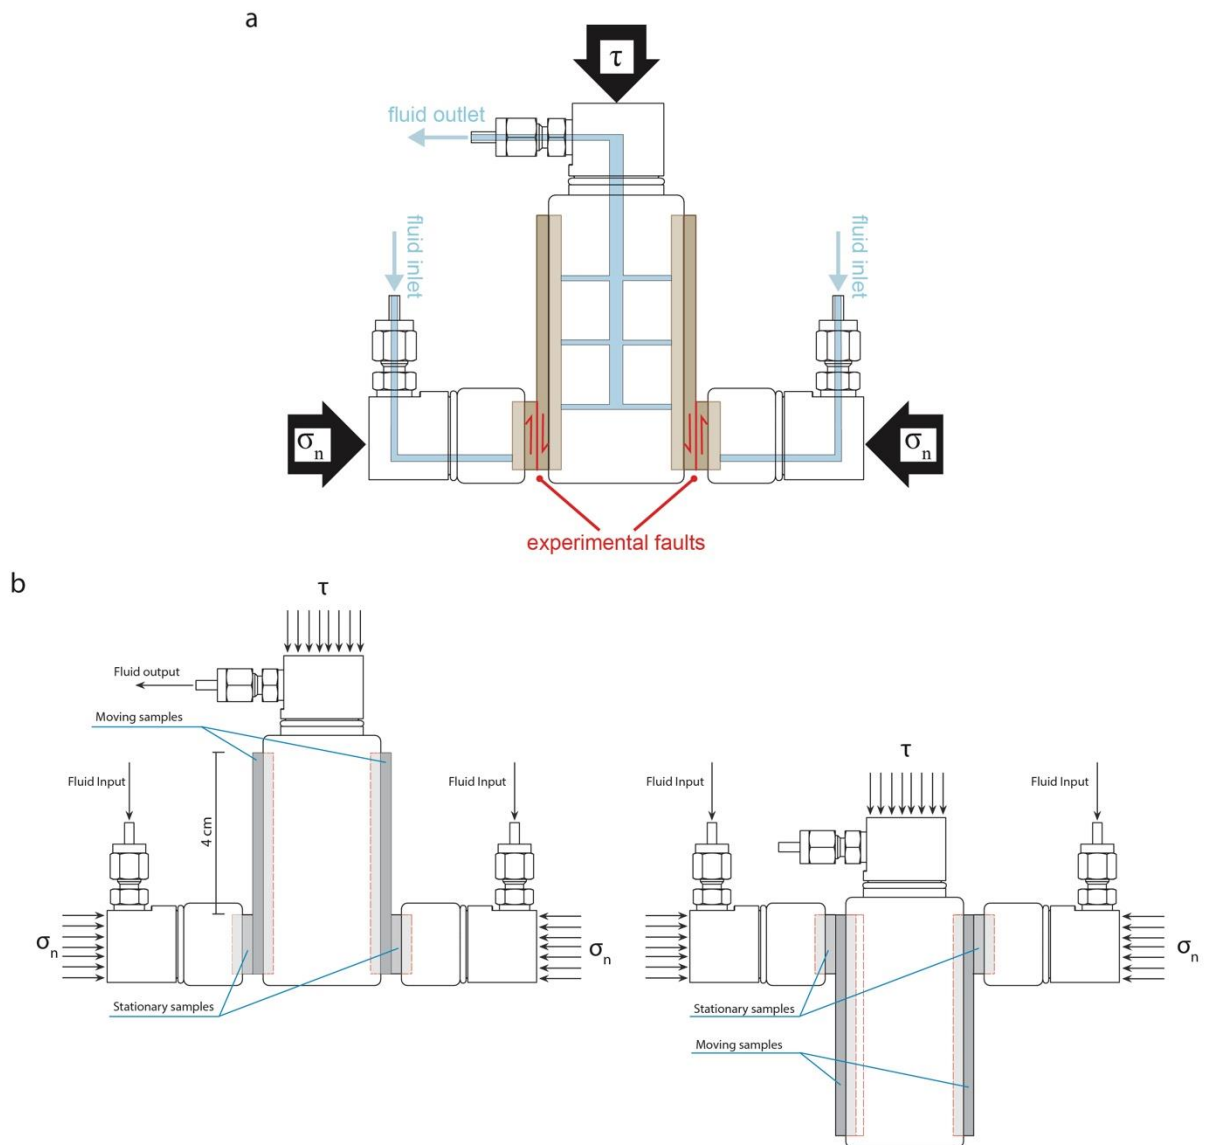 a
τ
fluid outlet
fluid inlet
fluid inlet
σn
σn
experimental faults
b
τ
Fluid output
Moving samples
Fluid Input
Fluid Input
4 cm
σn
σn
Stationary samples
τ
Fluid Input
Fluid Input
σn
σn
Stationary samples
Moving samples